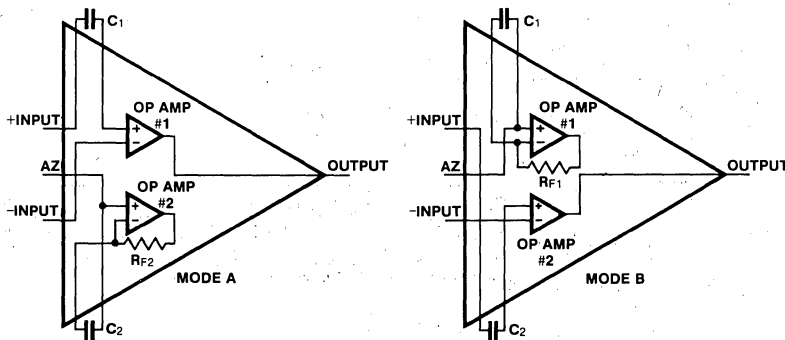 C1
OP AMP
#1
+INPUT
AZ
OP AMP
#2
-INPUT
RF2
OUTPUT
MODE A
C2
C1
OP AMP
#1
+INPUT
AZ
RF1
OUTPUT
-INPUT
OP AMP
#2
MODE B
C2